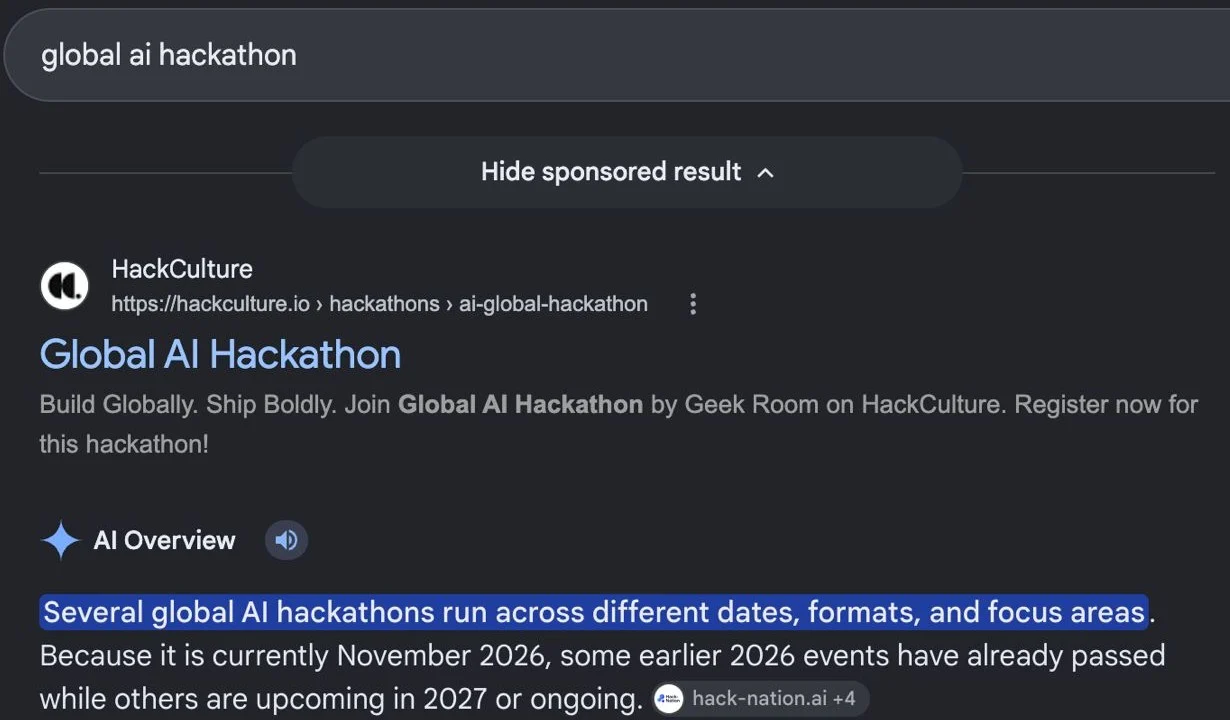 global ai hackathon
Hide sponsored result
HackCulture
https://hackculture.io › hackathons › ai-global-hackathon
Global AI Hackathon
Build Globally. Ship Boldly. Join Global AI Hackathon by Geek Room on HackCulture. Register now for
this hackathon!
AI Overview
Several global AI hackathons run across different dates, formats, and focus areas.
Because it is currently November 2026, some earlier 2026 events have already passed
while others are upcoming in 2027 or ongoing. hack-nation.ai +4